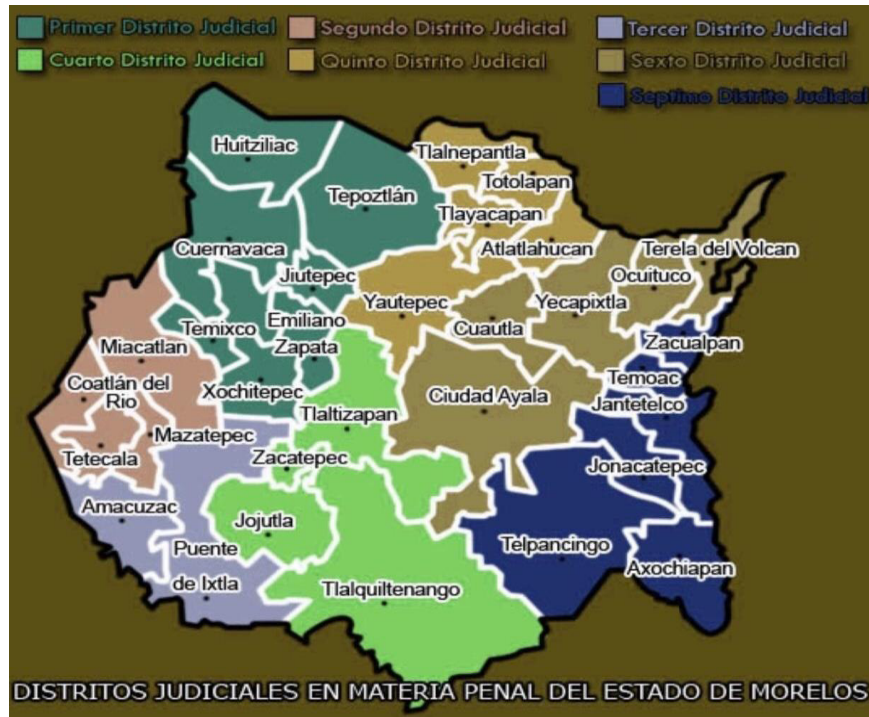 Primer Distrito Judicial
Segundo Distrito Judicial
Tercer Distrito Judicial
Cuarto Distrito Judicial
Quinto Distrito Judicial
Sexto Distrito Judicial
Septimo Distrito Judicial
Huitziliac
Tlalnepantla
Totolapan
Tepoztlán
Tlayacapan
Cuernavaca
Atlatlahucan
Terela del Volcan
Jiutepec
Ocuituco
Yautepec
Yecapixtla
Emiliano
Zapata
Temixco
Cuautla
Zacualpan
Miacatlan
Temoac
Coatlán del
Rio
Xochitepec
Ciudad Ayala
Jantetelco
Tlaltizapan
Mazatepec
Tetecala
Zacatepec
Jonacatepec
Amacuzac
Jojutla
Puente
de Ixtla
Telpancingo
Axochiapan
Tlalquiltenango
DISTRITOS JUDICIALES EN MATERIA PENAL DEL ESTADO DE MORELOS